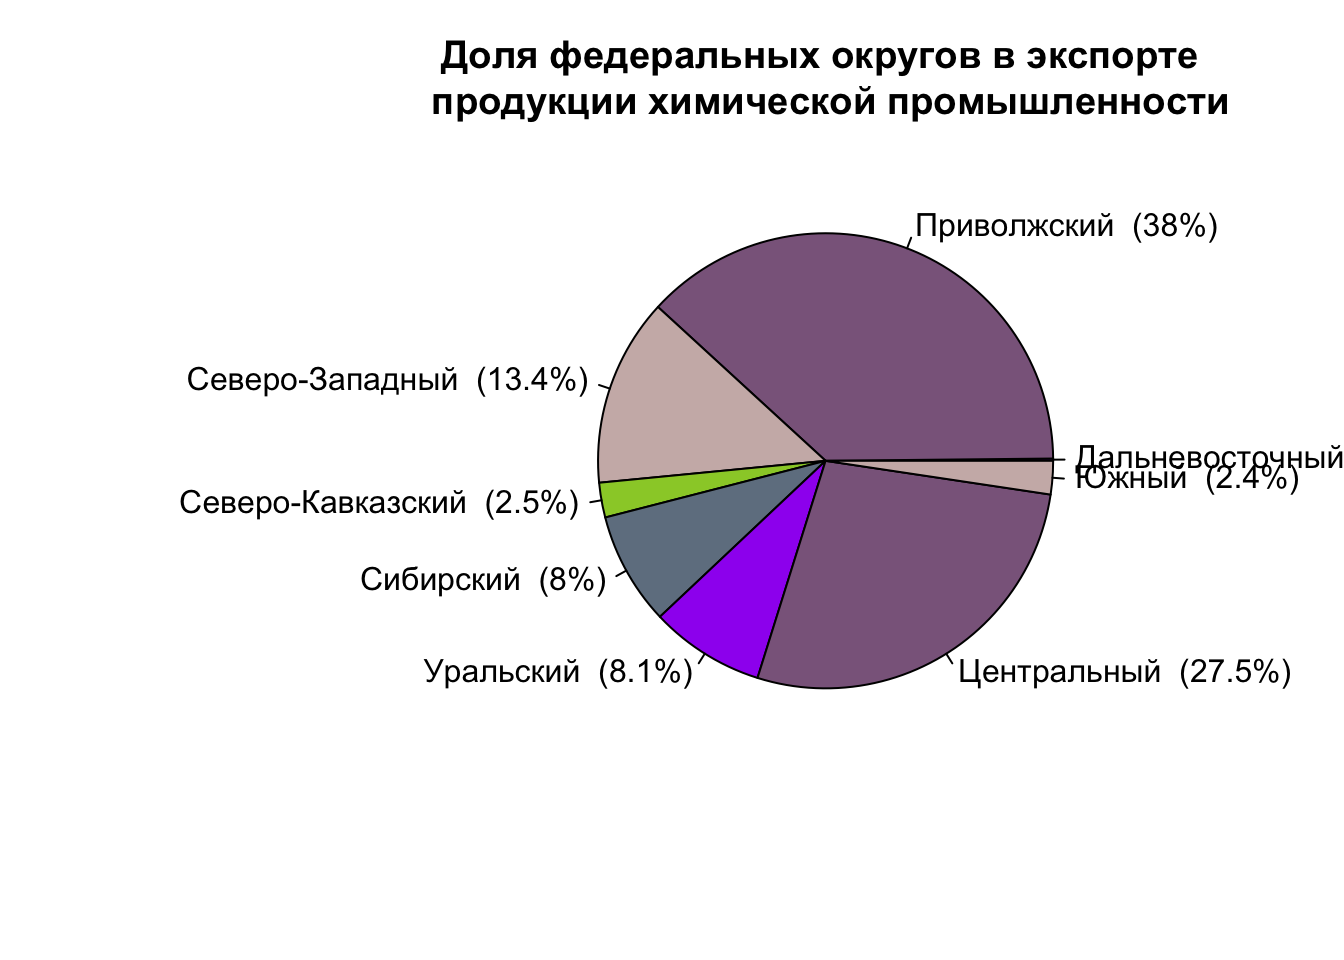 Доля федеральных округов в экспорте
продукции химической промышленности
Приволжский (38%)
Северо-Западный (13.4%)
Дальневосточный
Южный (2.4%)
Северо-Кавказский (2.5%)
Сибирский (8%)
Уральский (8.1%)
Центральный (27.5%)